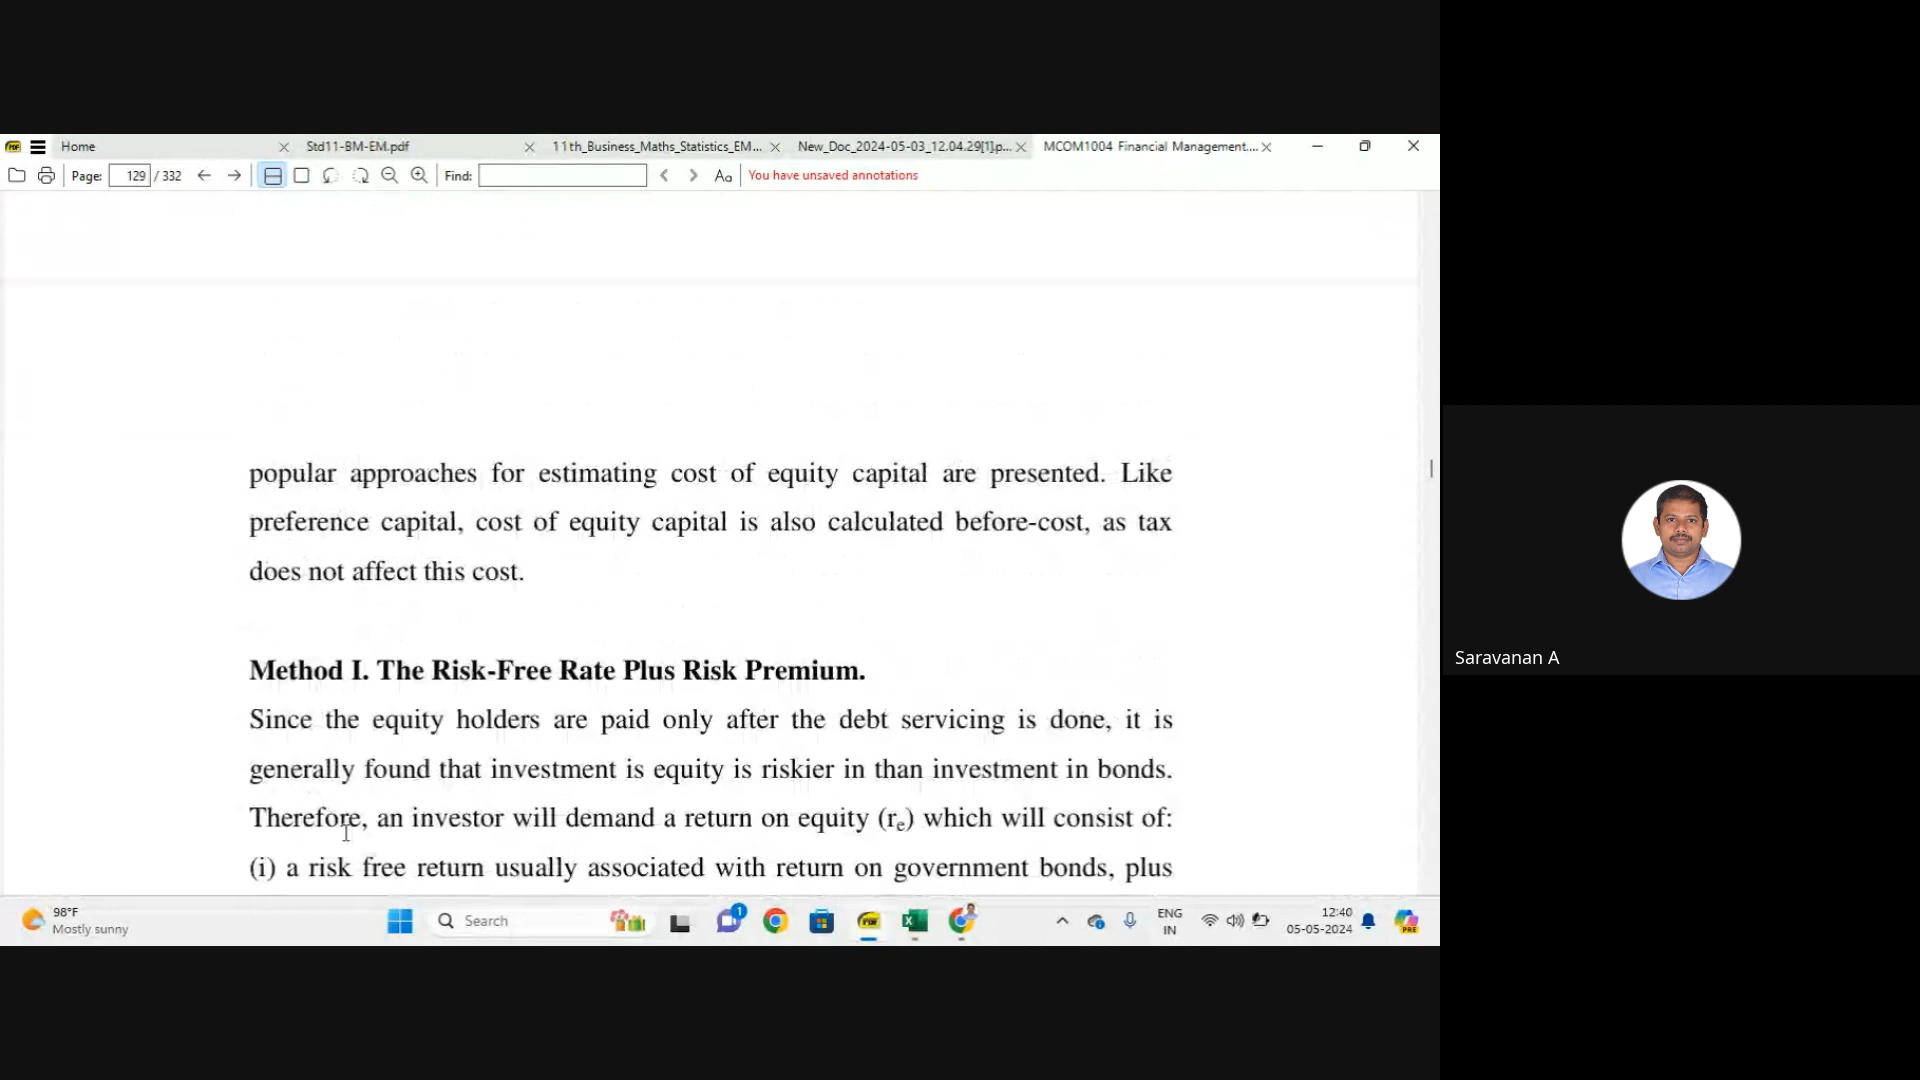 Home
Std11-BM-EM.pdf
11th_Business_Maths_Statistics_EM...
New_Doc_2024-05-03_12.04.29[1].p...
MCOM1004 Financial Management....
Page: 129 / 332
Find:
Aa
You have unsaved annotations
popular approaches for estimating cost of equity capital are presented. Like
preference capital, cost of equity capital is also calculated before-cost, as tax
does not affect this cost.
Method I. The Risk-Free Rate Plus Risk Premium.
Since the equity holders are paid only after the debt servicing is done, it is
generally found that investment is equity is riskier in than investment in bonds.
Therefore, an investor will demand a return on equity (re) which will consist of:
(i) a risk free return usually associated with return on government bonds, plus
Saravanan A
98°F
Mostly sunny
Search
1
ENG
IN
12:40
05-05-2024
PRE